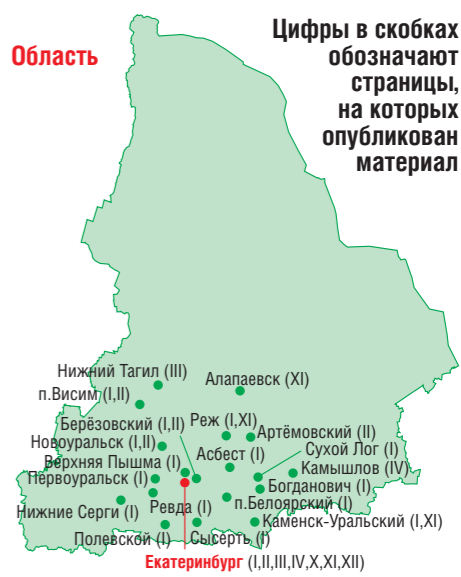 Область
Цифры в скобках
обозначают
страницы,
на которых
опубликован
материал
Нижний Тагил (III)
Алапаевск (XI)
п.Висим (I,II)
Берёзовский (I,II)
Реж (I,XI)
Артёмовский (II)
Новоуральск (I,II)
Сухой Лог (I)
Верхняя Пышма (I)
Асбест (I)
Камышлов (IV)
Первоуральск (I)
Богданович (I)
п.Белоярский (I)
Нижние Серги (I)
Ревда (I)
Каменск-Уральский (I,XI)
Полевской (I)
Сысерть (I)
Екатеринбург (I,II,III,IV,X,XI,XII)